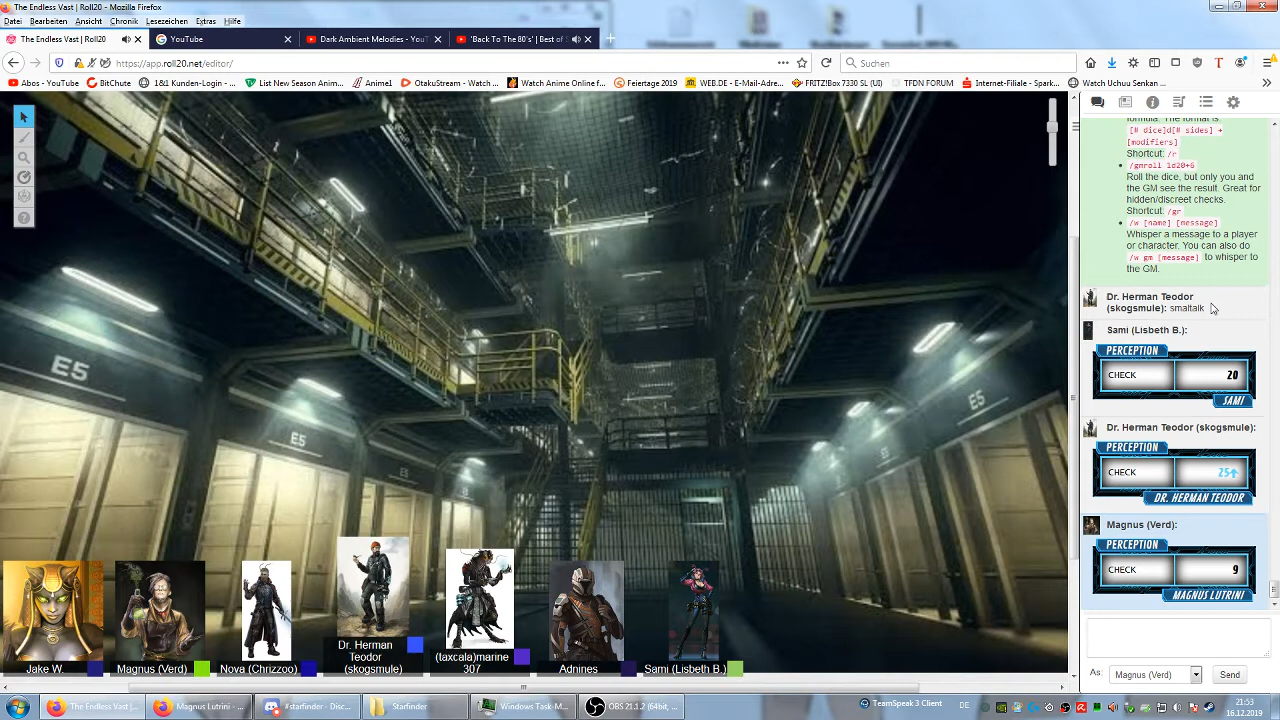 The Endless Vast | Roll20 - Mozilla Firefox
Datei Bearbeiten Ansicht Chronik Lesezeichen Extras Hilfe
The Endless Vast | Roll20
YouTube
Dark Ambient Melodies - YouT
'Back To The 80's' | Best of S
https://app.roll20.net/editor/
Suchen
Abos - YouTube
BitChute
1&1 Kunden-Login -
List New Season Anim...
Anime1
OtakuStream - Watch ...
Watch Anime Online F...
Feiertage 2019
WEB.DE - E-Mail-Adre...
FRITZ!Box 7330 SL (UI)
TFDN FORUM
Internet-Filiale - Spark...
Watch Uchuu Senkan ...
formula. The format is:
[# dice]d[# sides] +
[modifiers]
Shortcut: /r
/gmroll 1d20+6
Roll the dice, but only you and
the GM see the result. Great for
hidden/discreet checks.
Shortcut: /gr
/w [name] [message]
Whisper a message to a player
or character. You can also do
/w gm [message] to whisper to
the GM.
Dr. Herman Teodor
(skogsmule): smaltalk
Sami (Lisbeth B.):
PERCEPTION
CHECK 20
SAMI
Dr. Herman Teodor (skogsmule):
PERCEPTION
CHECK 25
DR. HERMAN TEODOR
Magnus (Verd):
PERCEPTION
CHECK 9
MAGNUS LUTRINI
As: Magnus (Verd) Send
E5
E5
E5
Jake W.
Magnus (Verd)
Nova (Chrizzoo)
Dr. Herman
Teodor
(skogsmule)
(taxcala)marine
307
Adnines
Sami (Lisbeth B.)
The Endless Vast | ...
Magnus Lutrini - ...
#starfinder - Disc...
Starfinder
Windows Task-M...
OBS 21.1.2 (64bit, ...
TeamSpeak 3 Client
DE
21:53
16.12.2019